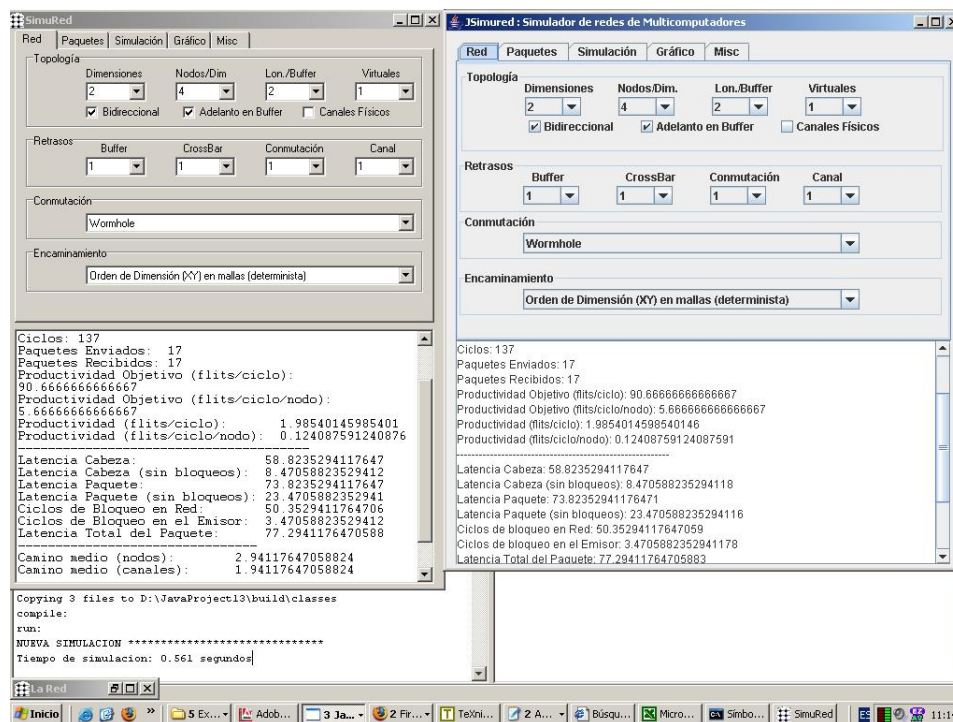 SimuRed
Red Paquetes Simulación Gráfico Misc
Topología
Dimensiones Nodos/Dim Lon./Buffer Virtuales
2 4 2 1
Bidireccional Adelanto en Buffer Canales Físicos
Retrasos
Buffer CrossBar Conmutación Canal
1 1 1 1
Conmutación
Wormhole
Encaminamiento
Orden de Dimensión (XY) en mallas (determinista)
Ciclos: 137
Paquetes Enviados: 17
Paquetes Recibidos: 17
Productividad Objetivo (flits/ciclo):
90.6666666666667
Productividad Objetivo (flits/ciclo/nodo):
5.66666666666667
Productividad (flits/ciclo): 1.98540145985401
Productividad (flits/ciclo/nodo): 0.124087591240876
Latencia Cabeza: 58.8235294117647
Latencia Cabeza (sin bloqueos): 8.47058823529412
Latencia Paquete: 73.8235294117647
Latencia Paquete (sin bloqueos): 23.4705882352941
Ciclos de Bloqueo en Red: 50.3529411764706
Ciclos de Bloqueo en el Emisor: 3.47058823529412
Latencia Total del Paquete: 77.2941176470588
Camino medio (nodos): 2.94117647058824
Camino medio (canales): 1.94117647058824
JSimured : Simulador de redes de Multicomputadores
Red Paquetes Simulación Gráfico Misc
Topología
Dimensiones Nodos/Dim. Lon./Buffer Virtuales
2 4 2 1
Bidireccional Adelanto en Buffer Canales Físicos
Retrasos
Buffer CrossBar Conmutación Canal
1 1 1 1
Conmutación
Wormhole
Encaminamiento
Orden de Dimensión (XY) en mallas (determinista)
Ciclos: 137
Paquetes Enviados: 17
Paquetes Recibidos: 17
Productividad Objetivo (flits/ciclo): 90.66666666666667
Productividad Objetivo (flits/ciclo/nodo): 5.666666666666667
Productividad (flits/ciclo): 1.9854014598540146
Productividad (flits/ciclo/nodo): 0.12408759124087591
Latencia Cabeza: 58.8235294117647
Latencia Cabeza (sin bloqueos): 8.470588235294118
Latencia Paquete: 73.82352941176471
Latencia Paquete (sin bloqueos): 23.470588235294116
Ciclos de bloqueo en Red: 50.35294117647059
Ciclos de bloqueo en el Emisor: 3.4705882352941178
Latencia Total del Paquete: 77.29411764705883
Copying 3 files to D:\JavaProject13\build\classes
compile:
run:
NUEVA SIMULACION ******************************
Tiempo de simulacion: 0.561 segundos
La Red
Inicio » 5 Ex... Adob... 3 Ja... 2 Fir... TeXni... 2 A... Búsqu... Micro... Símbo... SimuRed ES 11:1